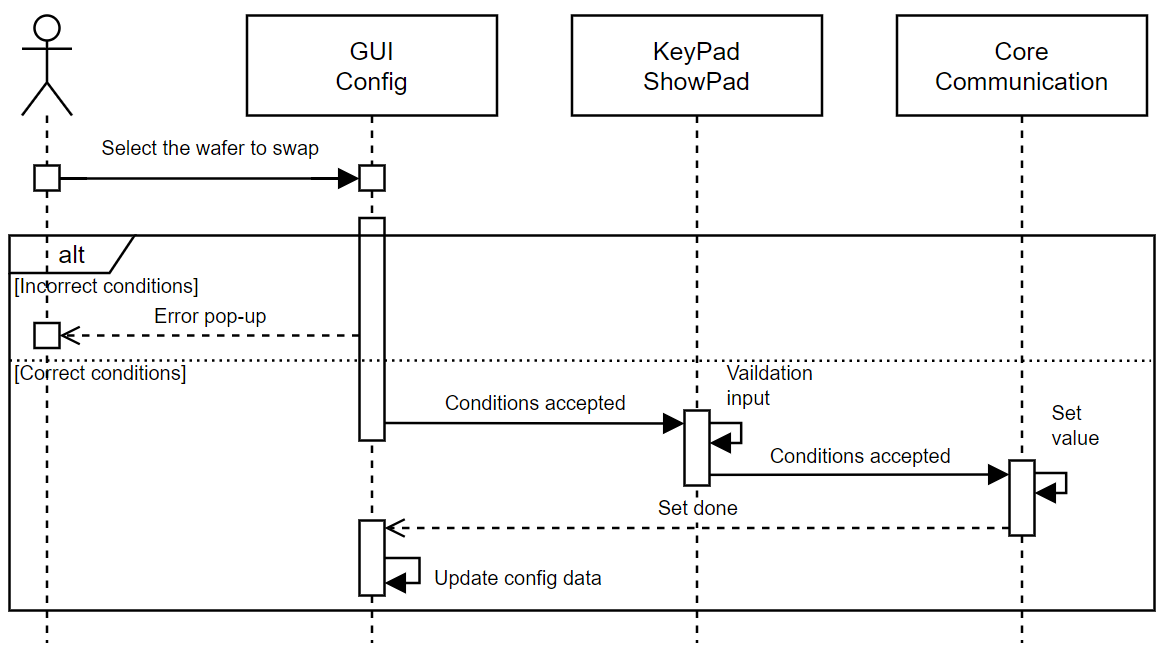 GUI
Config
KeyPad
ShowPad
Core
Communication
Select the wafer to swap
alt
[Incorrect conditions]
Error pop-up
[Correct conditions]
Vaildation
input
Conditions accepted
Set
value
Conditions accepted
Set done
Update config data